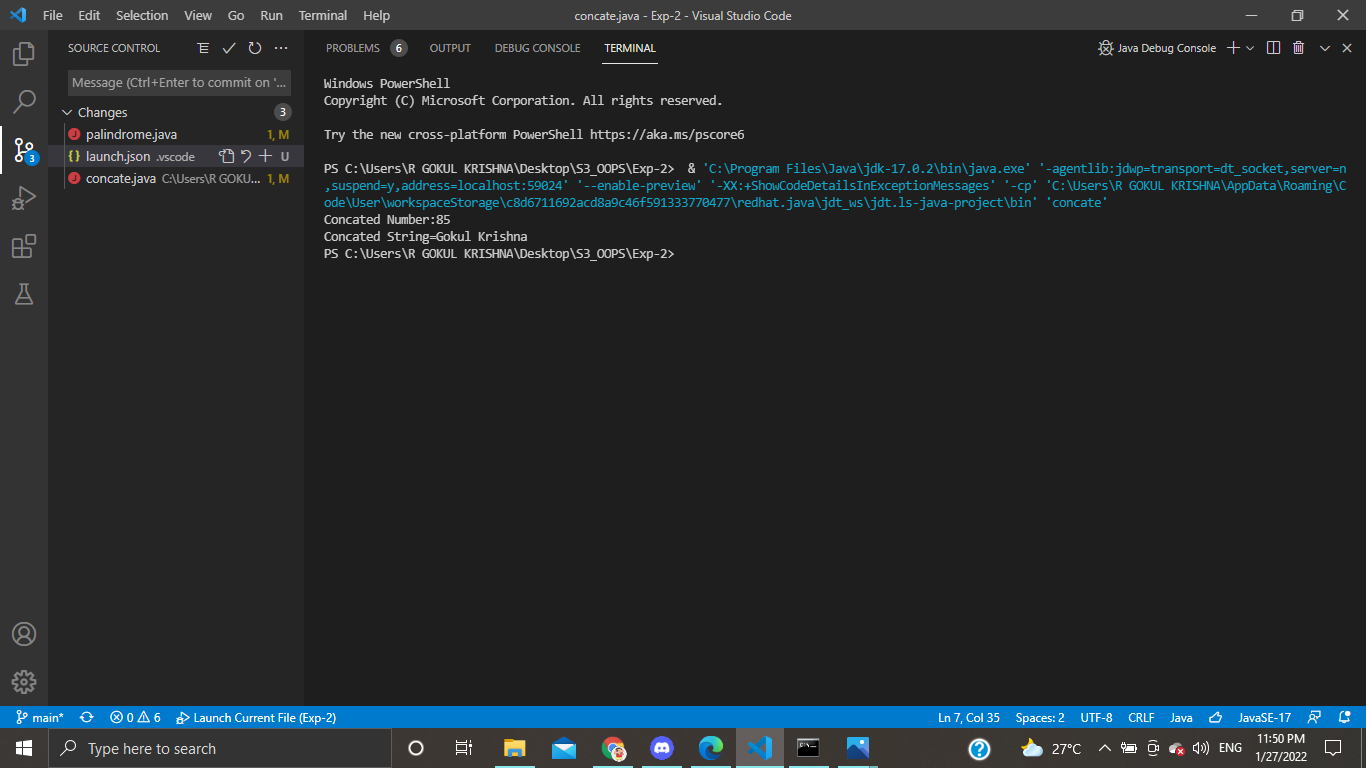 File Edit Selection View Go Run Terminal Help concate.java - Exp-2 - Visual Studio Code
SOURCE CONTROL
Message (Ctrl+Enter to commit on '...
Changes 3
palindrome.java 1, M
launch.json .vscode U
concate.java C:\Users\R GOKU... 1, M
3
PROBLEMS 6 OUTPUT DEBUG CONSOLE TERMINAL Java Debug Console
Windows PowerShell
Copyright (C) Microsoft Corporation. All rights reserved.
Try the new cross-platform PowerShell https://aka.ms/pscore6
PS C:\Users\R GOKUL KRISHNA\Desktop\S3_OOPS\Exp-2>  & 'C:\Program Files\Java\jdk-17.0.2\bin\java.exe' '-agentlib:jdwp=transport=dt_socket,server=n
,suspend=y,address=localhost:59024' '--enable-preview' '-XX:+ShowCodeDetailsInExceptionMessages' '-cp' 'C:\Users\R GOKUL KRISHNA\AppData\Roaming\C
ode\User\workspaceStorage\c8d6711692acd8a9c46f591333770477\redhat.java\jdt_ws\jdt.ls-java-project\bin' 'concate'
Concated Number:85
Concated String=Gokul Krishna
PS C:\Users\R GOKUL KRISHNA\Desktop\S3_OOPS\Exp-2>
main* 0 6 Launch Current File (Exp-2) Ln 7, Col 35 Spaces: 2 UTF-8 CRLF Java JavaSE-17
Type here to search 27°C ENG 11:50 PM
1/27/2022